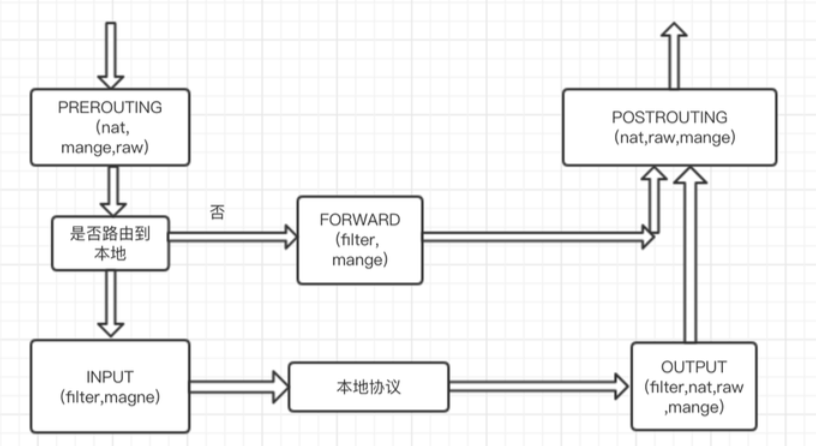 PREROUTING
(nat,
mange,raw)
POSTROUTING
(nat,raw,mange)
否
是否路由到
本地
FORWARD
(filter,
mange)
INPUT
(filter,magne)
本地协议
OUTPUT
(filter,nat,raw
,mange)